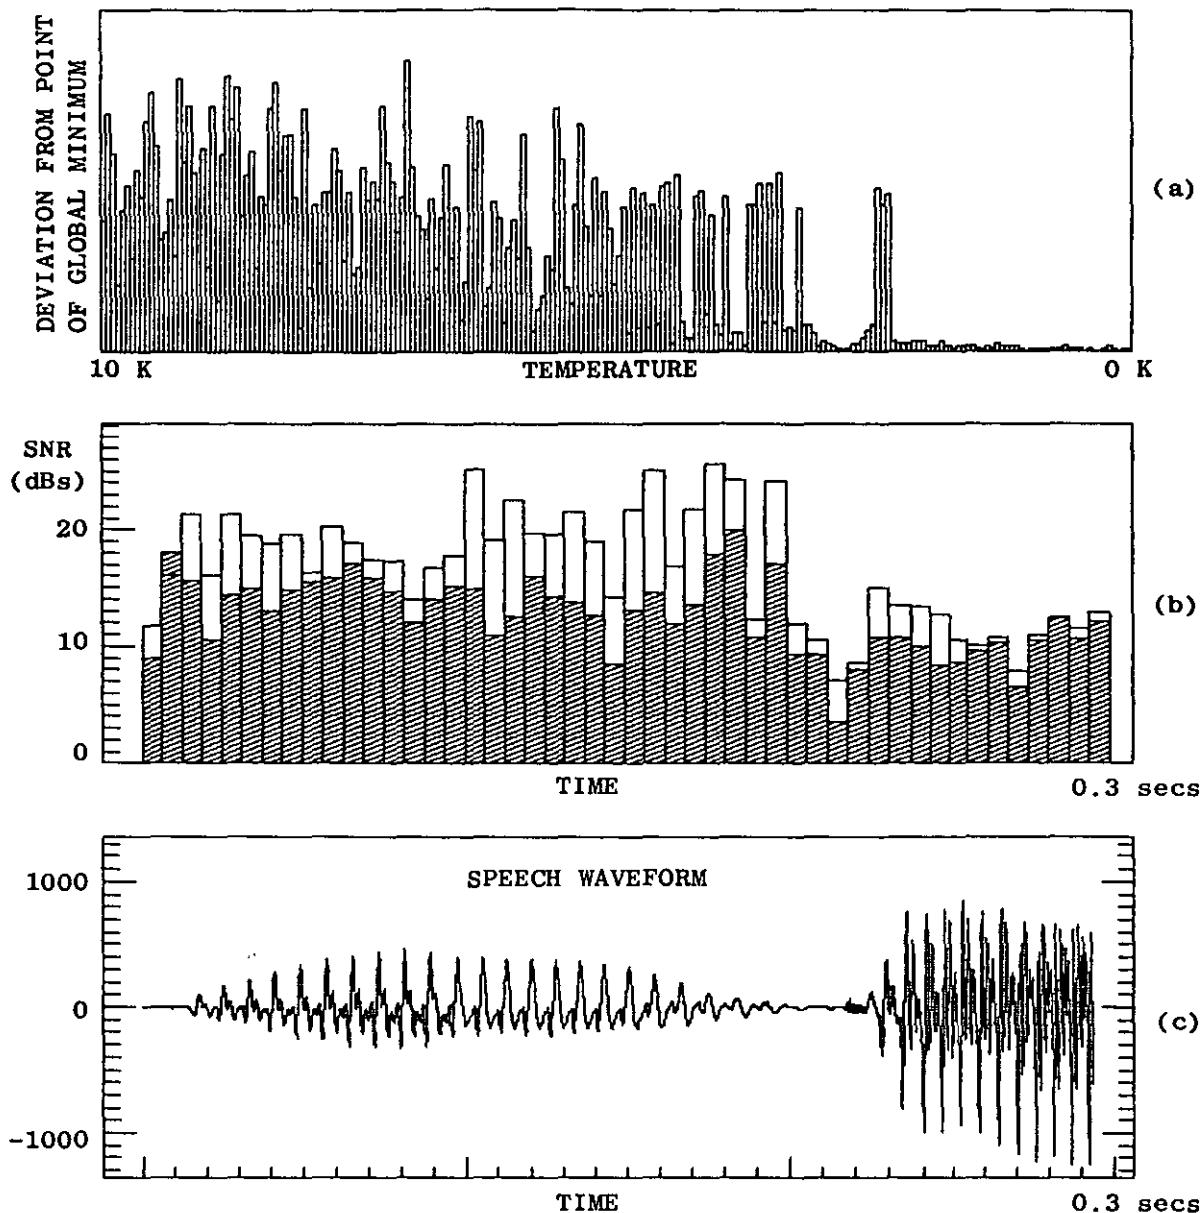 DEVIATION FROM POINT
OF GLOBAL MINIMUM
(a)
10 K
TEMPERATURE
0 K
SNR
(dBs)
20
10
0
(b)
TIME
0.3 secs
SPEECH WAVEFORM
1000
0
-1000
(c)
TIME
0.3 secs